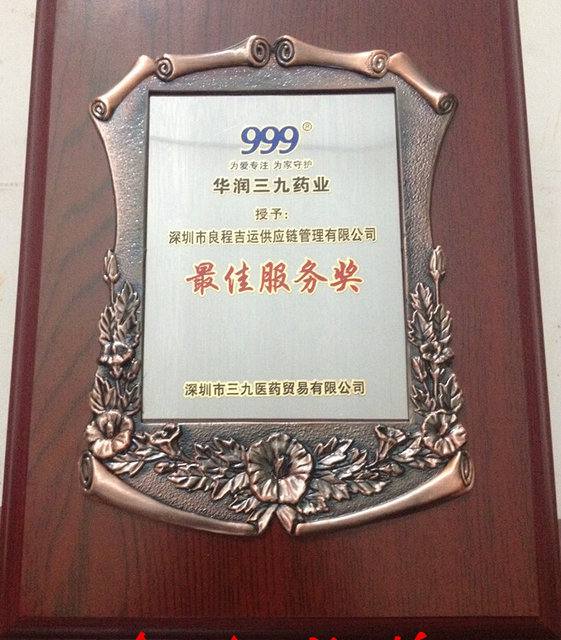 999®
为爱专注 为家守护
华润三九药业
授予：
深圳市良程吉运供应链管理有限公司
最佳服务奖
深圳市三九医药贸易有限公司